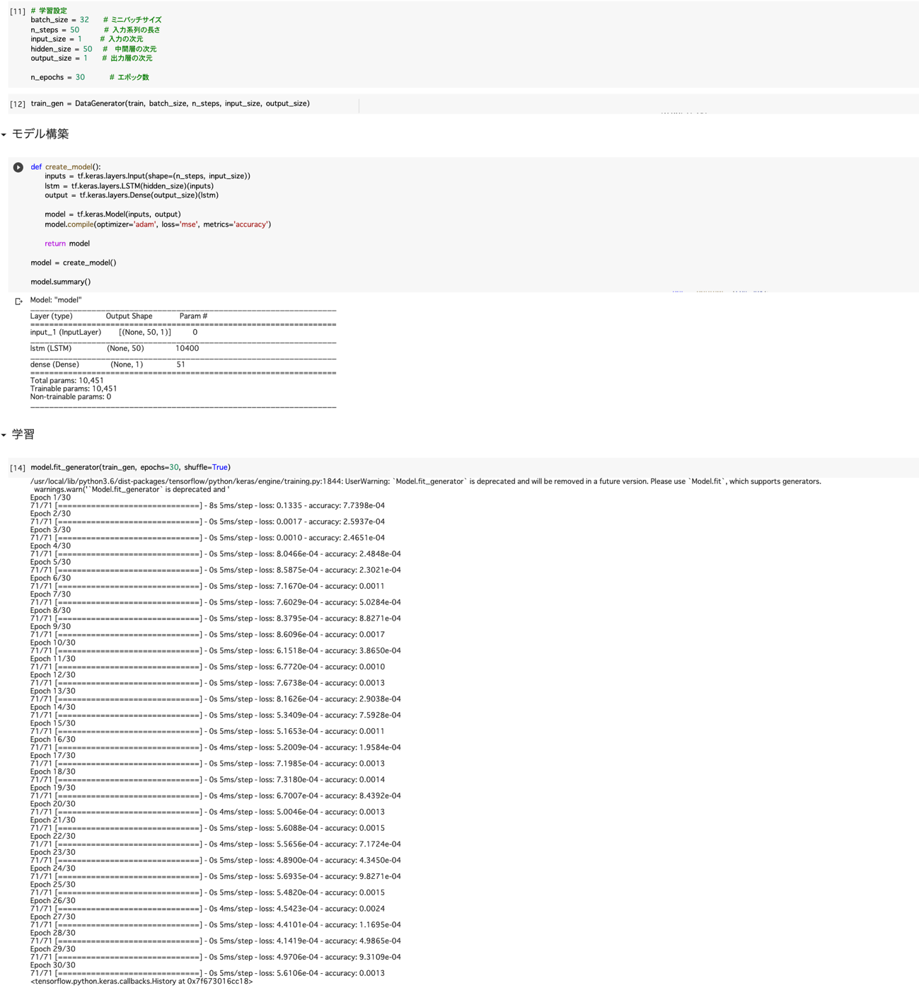 [11] # 学習設定
batch_size = 32 # ミニバッチサイズ
n_steps = 50 # 入力系列の長さ
input_size = 1 # 入力の次元
hidden_size = 50 # 中間層の次元
output_size = 1 # 出力層の次元
n_epochs = 30 # エポック数
[12] train_gen = DataGenerator(train, batch_size, n_steps, input_size, output_size)
モデル構築
def create_model():
inputs = tf.keras.layers.Input(shape=(n_steps, input_size))
lstm = tf.keras.layers.LSTM(hidden_size)(inputs)
output = tf.keras.layers.Dense(output_size)(lstm)
model = tf.keras.Model(inputs, output)
model.compile(optimizer='adam', loss='mse', metrics='accuracy')
return model
model = create_model()
model.summary()
Model: "model"
_________________________________________________________________
Layer (type) Output Shape Param #
=================================================================
input_1 (InputLayer) [(None, 50, 1)] 0
_________________________________________________________________
lstm (LSTM) (None, 50) 10400
_________________________________________________________________
dense (Dense) (None, 1) 51
=================================================================
Total params: 10,451
Trainable params: 10,451
Non-trainable params: 0
_________________________________________________________________
学習
[14] model.fit_generator(train_gen, epochs=30, shuffle=True)
/usr/local/lib/python3.6/dist-packages/tensorflow/python/keras/engine/training.py:1844: UserWarning: `Model.fit_generator` is deprecated and will be removed in a future version. Please use `Model.fit`, which supports generators.
warnings.warn('`Model.fit_generator` is deprecated and '
Epoch 1/30
71/71 [==============================] - 8s 5ms/step - loss: 0.1335 - accuracy: 7.7398e-04
Epoch 2/30
71/71 [==============================] - 0s 5ms/step - loss: 0.0017 - accuracy: 2.5937e-04
Epoch 3/30
71/71 [==============================] - 0s 5ms/step - loss: 0.0010 - accuracy: 2.4651e-04
Epoch 4/30
71/71 [==============================] - 0s 5ms/step - loss: 8.0466e-04 - accuracy: 2.4848e-04
Epoch 5/30
71/71 [==============================] - 0s 5ms/step - loss: 8.5875e-04 - accuracy: 2.3021e-04
Epoch 6/30
71/71 [==============================] - 0s 5ms/step - loss: 7.1670e-04 - accuracy: 0.0011
Epoch 7/30
71/71 [==============================] - 0s 5ms/step - loss: 7.6029e-04 - accuracy: 5.0284e-04
Epoch 8/30
71/71 [==============================] - 0s 5ms/step - loss: 8.3795e-04 - accuracy: 8.8271e-04
Epoch 9/30
71/71 [==============================] - 0s 5ms/step - loss: 8.6096e-04 - accuracy: 0.0017
Epoch 10/30
71/71 [==============================] - 0s 5ms/step - loss: 6.1518e-04 - accuracy: 3.8650e-04
Epoch 11/30
71/71 [==============================] - 0s 5ms/step - loss: 6.7720e-04 - accuracy: 0.0010
Epoch 12/30
71/71 [==============================] - 0s 5ms/step - loss: 7.6738e-04 - accuracy: 0.0013
Epoch 13/30
71/71 [==============================] - 0s 5ms/step - loss: 8.1626e-04 - accuracy: 2.9038e-04
Epoch 14/30
71/71 [==============================] - 0s 5ms/step - loss: 5.3409e-04 - accuracy: 7.5928e-04
Epoch 15/30
71/71 [==============================] - 0s 5ms/step - loss: 5.1653e-04 - accuracy: 0.0011
Epoch 16/30
71/71 [==============================] - 0s 4ms/step - loss: 5.2009e-04 - accuracy: 1.9584e-04
Epoch 17/30
71/71 [==============================] - 0s 5ms/step - loss: 7.1985e-04 - accuracy: 0.0013
Epoch 18/30
71/71 [==============================] - 0s 5ms/step - loss: 7.3180e-04 - accuracy: 0.0014
Epoch 19/30
71/71 [==============================] - 0s 4ms/step - loss: 6.7007e-04 - accuracy: 8.4392e-04
Epoch 20/30
71/71 [==============================] - 0s 4ms/step - loss: 5.0046e-04 - accuracy: 0.0013
Epoch 21/30
71/71 [==============================] - 0s 5ms/step - loss: 5.6088e-04 - accuracy: 0.0015
Epoch 22/30
71/71 [==============================] - 0s 4ms/step - loss: 5.5656e-04 - accuracy: 7.1724e-04
Epoch 23/30
71/71 [==============================] - 0s 5ms/step - loss: 4.8900e-04 - accuracy: 4.3450e-04
Epoch 24/30
71/71 [==============================] - 0s 5ms/step - loss: 5.6935e-04 - accuracy: 9.8271e-04
Epoch 25/30
71/71 [==============================] - 0s 5ms/step - loss: 5.4820e-04 - accuracy: 0.0015
Epoch 26/30
71/71 [==============================] - 0s 4ms/step - loss: 4.5423e-04 - accuracy: 0.0024
Epoch 27/30
71/71 [==============================] - 0s 5ms/step - loss: 4.4101e-04 - accuracy: 1.1695e-04
Epoch 28/30
71/71 [==============================] - 0s 5ms/step - loss: 4.1419e-04 - accuracy: 4.9865e-04
Epoch 29/30
71/71 [==============================] - 0s 5ms/step - loss: 4.9706e-04 - accuracy: 9.3109e-04
Epoch 30/30
71/71 [==============================] - 0s 5ms/step - loss: 5.6106e-04 - accuracy: 0.0013
<tensorflow.python.keras.callbacks.History at 0x7f673016cc18>